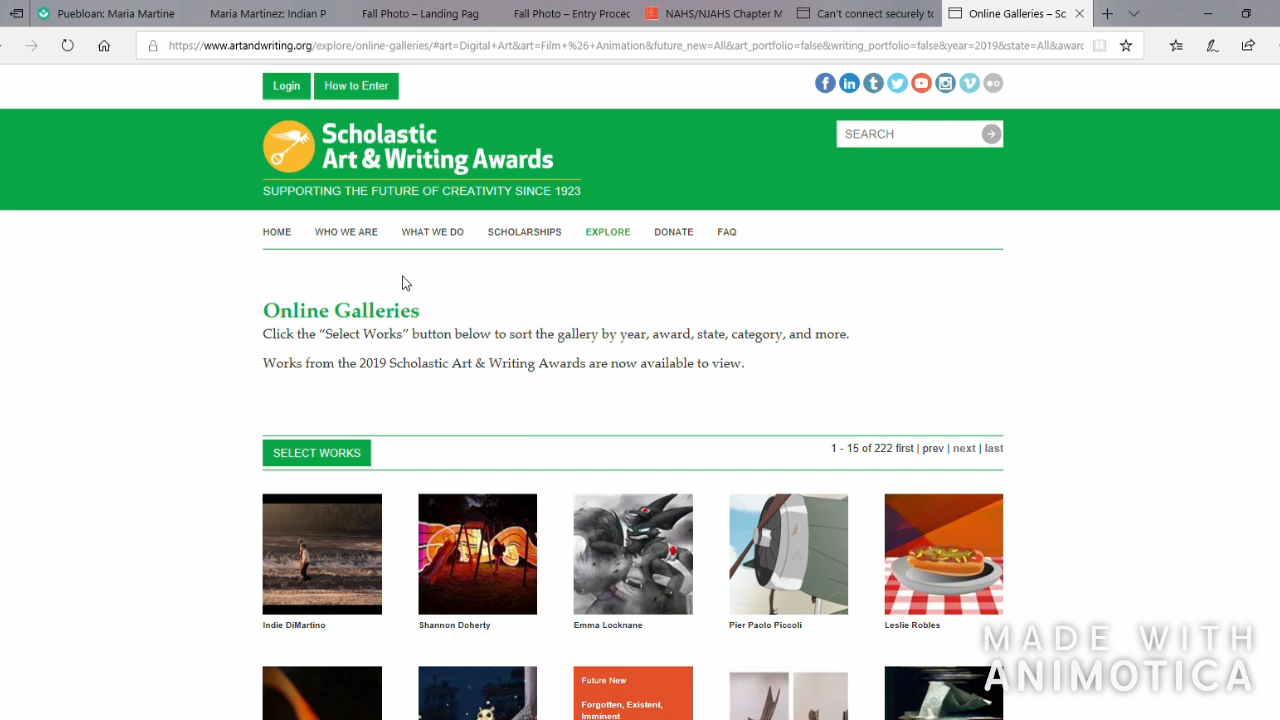 Puebloan: Maria Martine
Maria Martinez: Indian P
Fall Photo – Landing Pag
Fall Photo – Entry Proced
NAHS/NJAHS Chapter M
Can't connect securely to
Online Galleries – Sc
https://www.artandwriting.org/explore/online-galleries/#art=Digital+Art&art=Film %26+Animation&future_new=All&art_portfolio=false&writing_portfolio=false&year=2019&state=All&awarc
Login
How to Enter
Scholastic
Art & Writing Awards
SUPPORTING THE FUTURE OF CREATIVITY SINCE 1923
SEARCH
HOME
WHO WE ARE
WHAT WE DO
SCHOLARSHIPS
EXPLORE
DONATE
FAQ
Online Galleries
Click the “Select Works” button below to sort the gallery by year, award, state, category, and more.
Works from the 2019 Scholastic Art & Writing Awards are now available to view.
SELECT WORKS
1 - 15 of 222 first | prev | next | last
Indie DiMartino
Shannon Doherty
Emma Locknane
Pier Paolo Piccoli
Leslie Robles
Future New
Forgotten, Existent,
Imminent
MADE WITH
ANIMOTICA